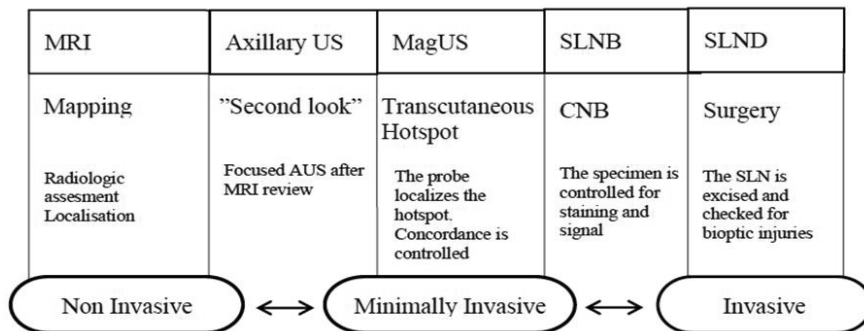 MRI
Axillary US
MagUS
SLNB
SLND
Mapping
Radiologic
assesment
Localisation
”Second look”
Focused AUS after
MRI review
Transcutaneous
Hotspot
The probe
localizes the
hotspot.
Concordance is
controlled
CNB
The specimen is
controlled for
staining and
signal
Surgery
The SLN is
excised and
checked for
bioptic injuries
Non Invasive
Minimally Invasive
Invasive